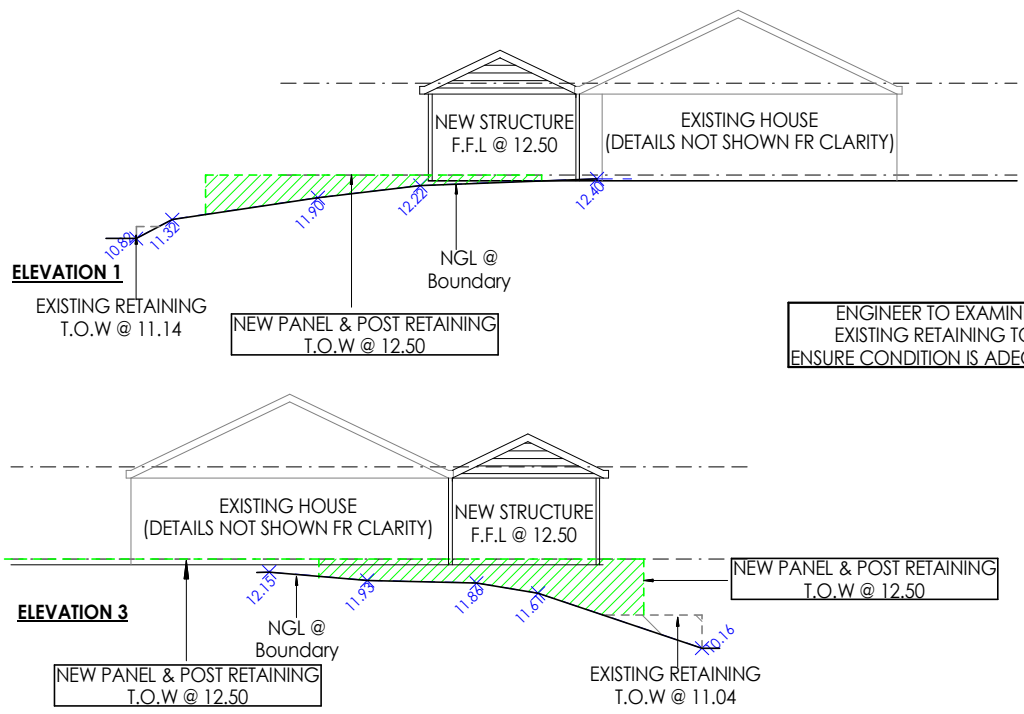 NEW STRUCTURE
F.F.L @ 12.50
EXISTING HOUSE
(DETAILS NOT SHOWN FR CLARITY)
10.82
11.32
11.90
12.22
12.40
ELEVATION 1
NGL @
Boundary
EXISTING RETAINING
T.O.W @ 11.14
NEW PANEL & POST RETAINING
T.O.W @ 12.50
ENGINEER TO EXAMIN
EXISTING RETAINING TO
ENSURE CONDITION IS ADEQ
EXISTING HOUSE
(DETAILS NOT SHOWN FR CLARITY)
NEW STRUCTURE
F.F.L @ 12.50
12.15
11.93
11.86
11.61
10.16
NEW PANEL & POST RETAINING
T.O.W @ 12.50
ELEVATION 3
NGL @
Boundary
NEW PANEL & POST RETAINING
T.O.W @ 12.50
EXISTING RETAINING
T.O.W @ 11.04